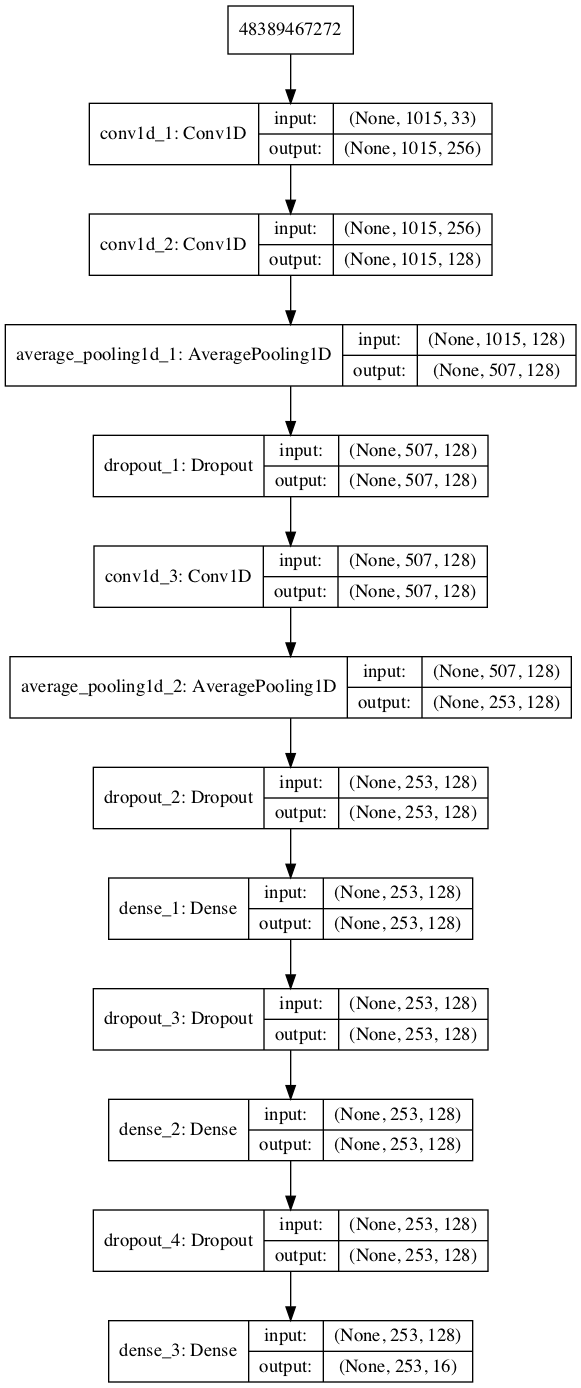 48389467272
conv1d_1: Conv1D
input: (None, 1015, 33)
output: (None, 1015, 256)
conv1d_2: Conv1D
input: (None, 1015, 256)
output: (None, 1015, 128)
average_pooling1d_1: AveragePooling1D
input: (None, 1015, 128)
output: (None, 507, 128)
dropout_1: Dropout
input: (None, 507, 128)
output: (None, 507, 128)
conv1d_3: Conv1D
input: (None, 507, 128)
output: (None, 507, 128)
average_pooling1d_2: AveragePooling1D
input: (None, 507, 128)
output: (None, 253, 128)
dropout_2: Dropout
input: (None, 253, 128)
output: (None, 253, 128)
dense_1: Dense
input: (None, 253, 128)
output: (None, 253, 128)
dropout_3: Dropout
input: (None, 253, 128)
output: (None, 253, 128)
dense_2: Dense
input: (None, 253, 128)
output: (None, 253, 128)
dropout_4: Dropout
input: (None, 253, 128)
output: (None, 253, 128)
dense_3: Dense
input: (None, 253, 128)
output: (None, 253, 16)